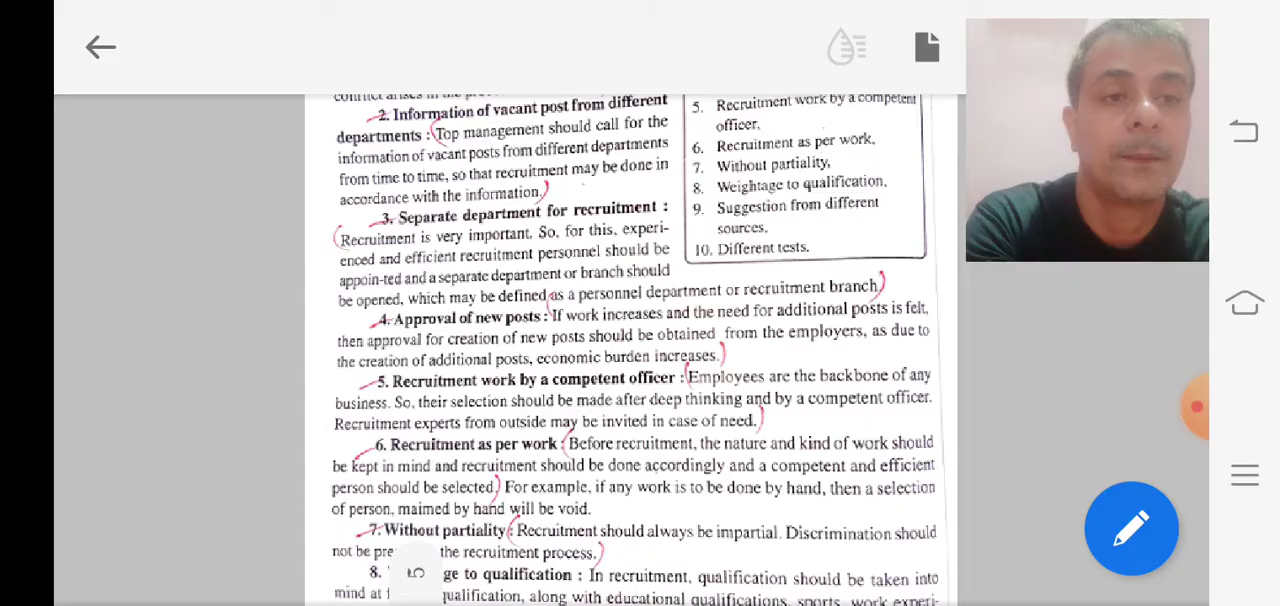 2. Information of vacant post from different
departments : Top management should call for the
information of vacant posts from different departments
from time to time, so that recruitment may be done in
accordance with the information.
3. Separate department for recruitment :
Recruitment is very important. So, for this, experi-
enced and efficient recruitment personnel should be
appoin-ted and a separate department or branch should
be opened, which may be defined as a personnel department or recruitment branch
5. Recruitment work by a competent
officer,
6. Recruitment as per work,
7. Without partiality,
8. Weightage to qualification,
9. Suggestion from different
sources,
10. Different tests.
4. Approval of new posts : If work increases and the need for additional posts is felt,
then approval for creation of new posts should be obtained from the employers, as due to
the creation of additional posts, economic burden increases.
5. Recruitment work by a competent officer : Employees are the backbone of any
business. So, their selection should be made after deep thinking and by a competent officer.
Recruitment experts from outside may be invited in case of need.
6. Recruitment as per work : Before recruitment, the nature and kind of work should
be kept in mind and recruitment should be done accordingly and a competent and efficient
person should be selected. For example, if any work is to be done by hand, then a selection
of person, maimed by hand will be void.
7. Without partiality : Recruitment should always be impartial. Discrimination should
not be pre the recruitment process.
8. ge to qualification : In recruitment, qualification should be taken into
mind at ualification, along with educational qualifications, sports, work experi-
5